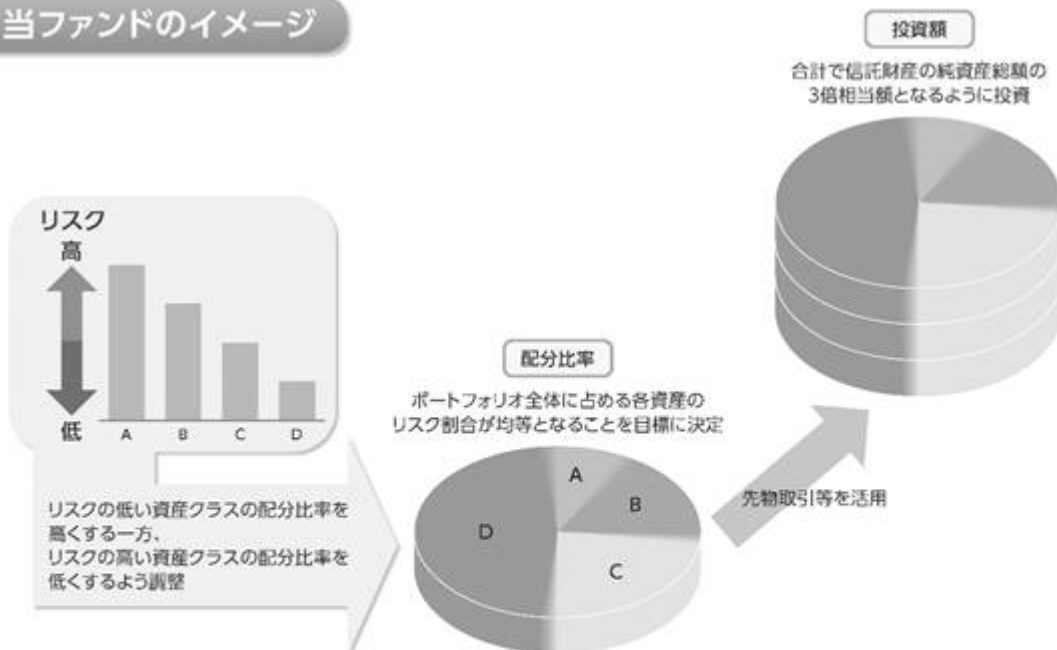 当ファンドのイメージ
投資額
合計で信託財産の純資産総額の
3倍相当額となるように投資
リスク
高
低
A B C D
配分比率
ポートフォリオ全体に占める各資産の
リスク割合が均等となることを目標に決定
リスクの低い資産クラスの配分比率を
高くする一方、
リスクの高い資産クラスの配分比率を
低くするよう調整
A
B
D
C
先物取引等を活用